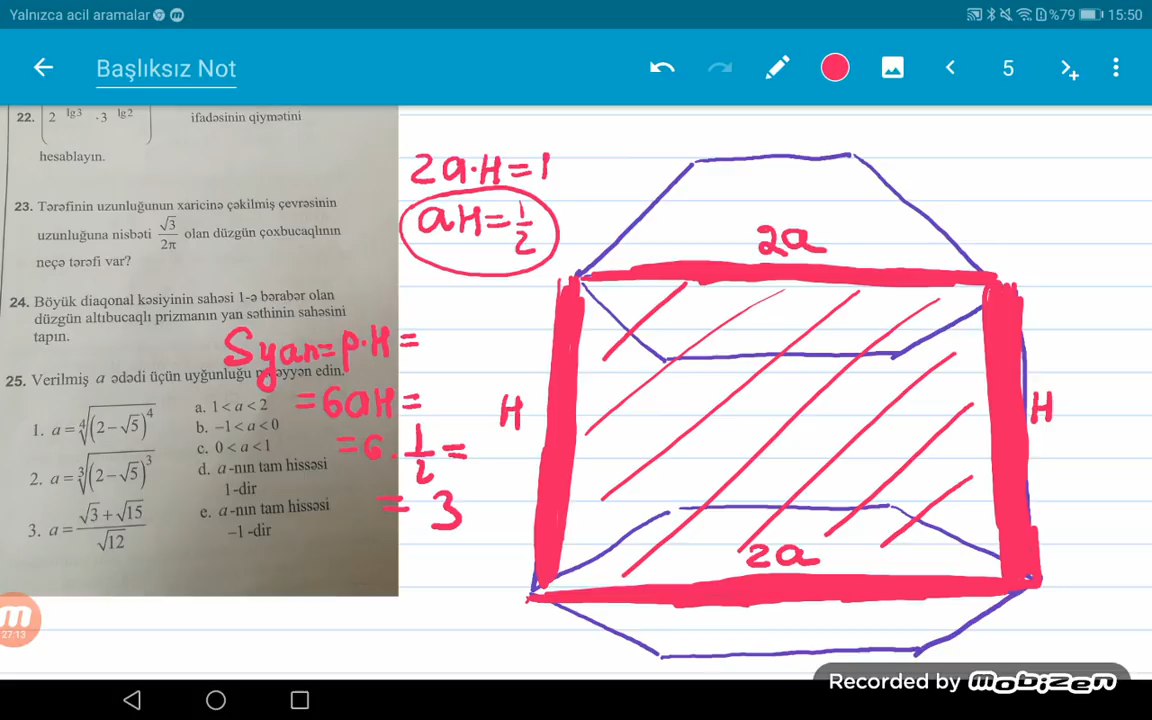 Yalnızca acil aramalar
%79 15:50
Başlıksız Not
5
22. 2 lg3 · 3 lg2 ifadəsinin qiymətini
hesablayın.
23. Tərəfinin uzunluğunun xaricinə çəkilmiş çevrəsinin
uzunluğuna nisbəti √3/2π olan düzgün çoxbucaqlının
neçə tərəfi var?
24. Böyük diaqonal kəsiyinin sahəsi 1-ə bərabər olan
düzgün altıbucaqlı prizmanın yan səthinin sahəsini
tapın.
25. Verilmiş a ədədi üçün uyğunluğu müəyyən edin.
1. a = ∜(2−√5)⁴
2. a = ∛(2−√5)³
3. a = √3+√15/√12
a. 1 < a < 2
b. −1 < a < 0
c. 0 < a < 1
d. a-nın tam hissəsi
1-dir
e. a-nın tam hissəsi
−1 -dir
2a·H=1
aH=1/2
Syan=p·H=
=6aH=
=6·1/2=
=3
2a
H
H
2a
27:13
Recorded by mobizen